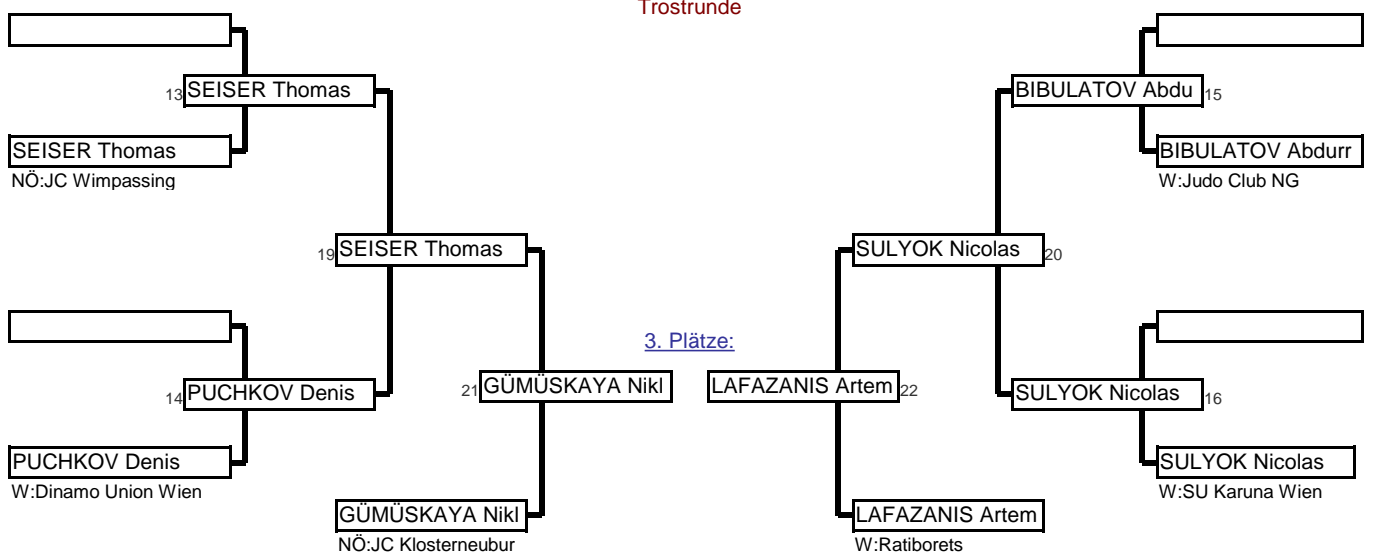 Trostrunde
13 SEISER Thomas
BIBULATOV Abdu 15
SEISER Thomas
NÖ:JC Wimpassing
BIBULATOV Abdurr
W:Judo Club NG
19 SEISER Thomas
SULYOK Nicolas 20
3. Plätze:
14 PUCHKOV Denis
21 GÜMÜSKAYA Nikl
LAFAZANIS Artem 22
SULYOK Nicolas 16
PUCHKOV Denis
W:Dinamo Union Wien
SULYOK Nicolas
W:SU Karuna Wien
GÜMÜSKAYA Nikl
NÖ:JC Klosterneubur
LAFAZANIS Artem
W:Ratiborets